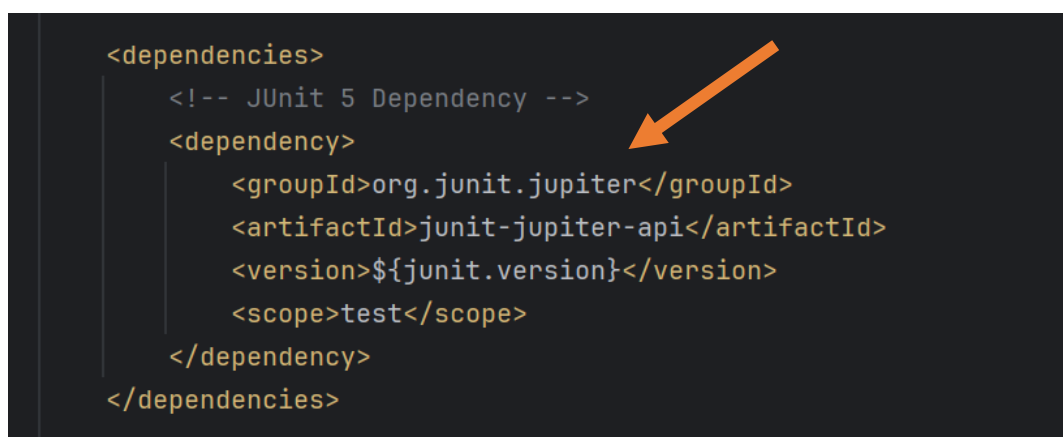 <dependencies>
<!-- JUnit 5 Dependency -->
<dependency>
<groupId>org.junit.jupiter</groupId>
<artifactId>junit-jupiter-api</artifactId>
<version>${junit.version}</version>
<scope>test</scope>
</dependency>
</dependencies>